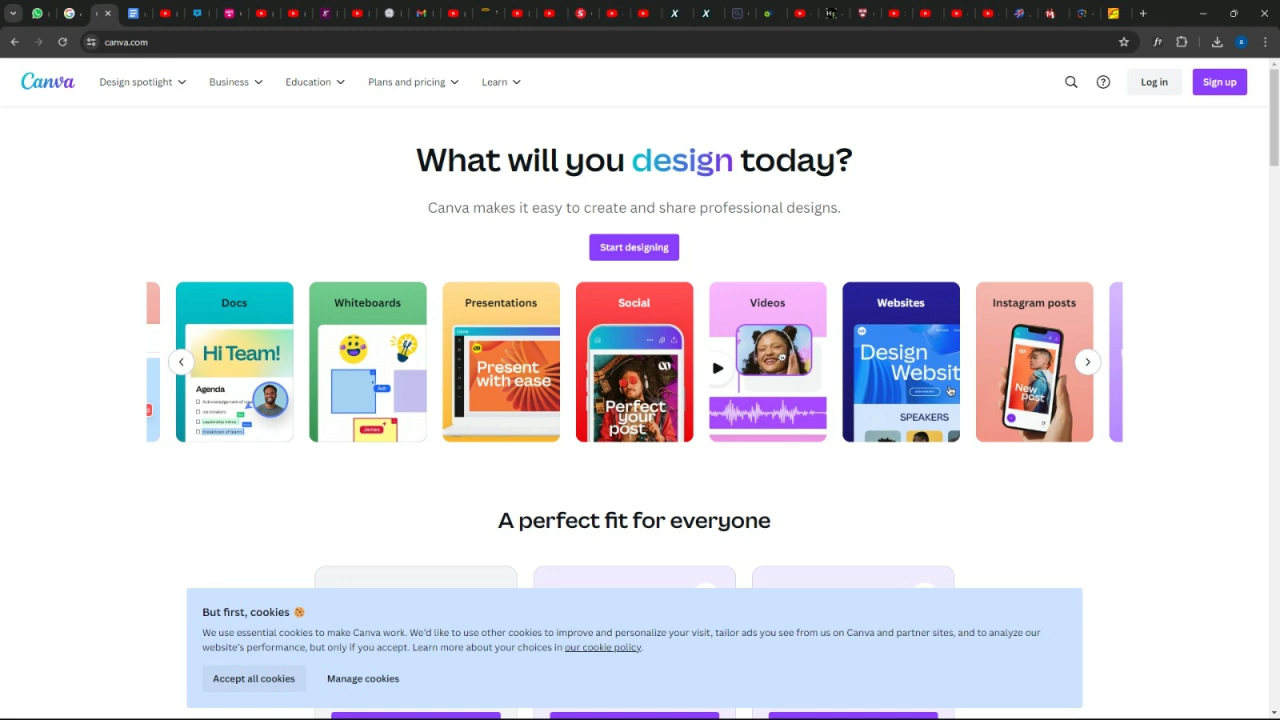 canva.com
Canva
Design spotlight
Business
Education
Plans and pricing
Learn
Log in
Sign up
What will you design today?
Canva makes it easy to create and share professional designs.
Start designing
Docs
Whiteboards
Presentations
Social
Videos
Websites
Instagram posts
Hi Team!
Agenda
Present
with ease
Perfect
your
post
Design
Websit
SPEAKERS
New
post
A perfect fit for everyone
But first, cookies 🍪
We use essential cookies to make Canva work. We'd like to use other cookies to improve and personalize your visit, tailor ads you see from us on Canva and partner sites, and to analyze our
website's performance, but only if you accept. Learn more about your choices in our cookie policy.
Accept all cookies
Manage cookies